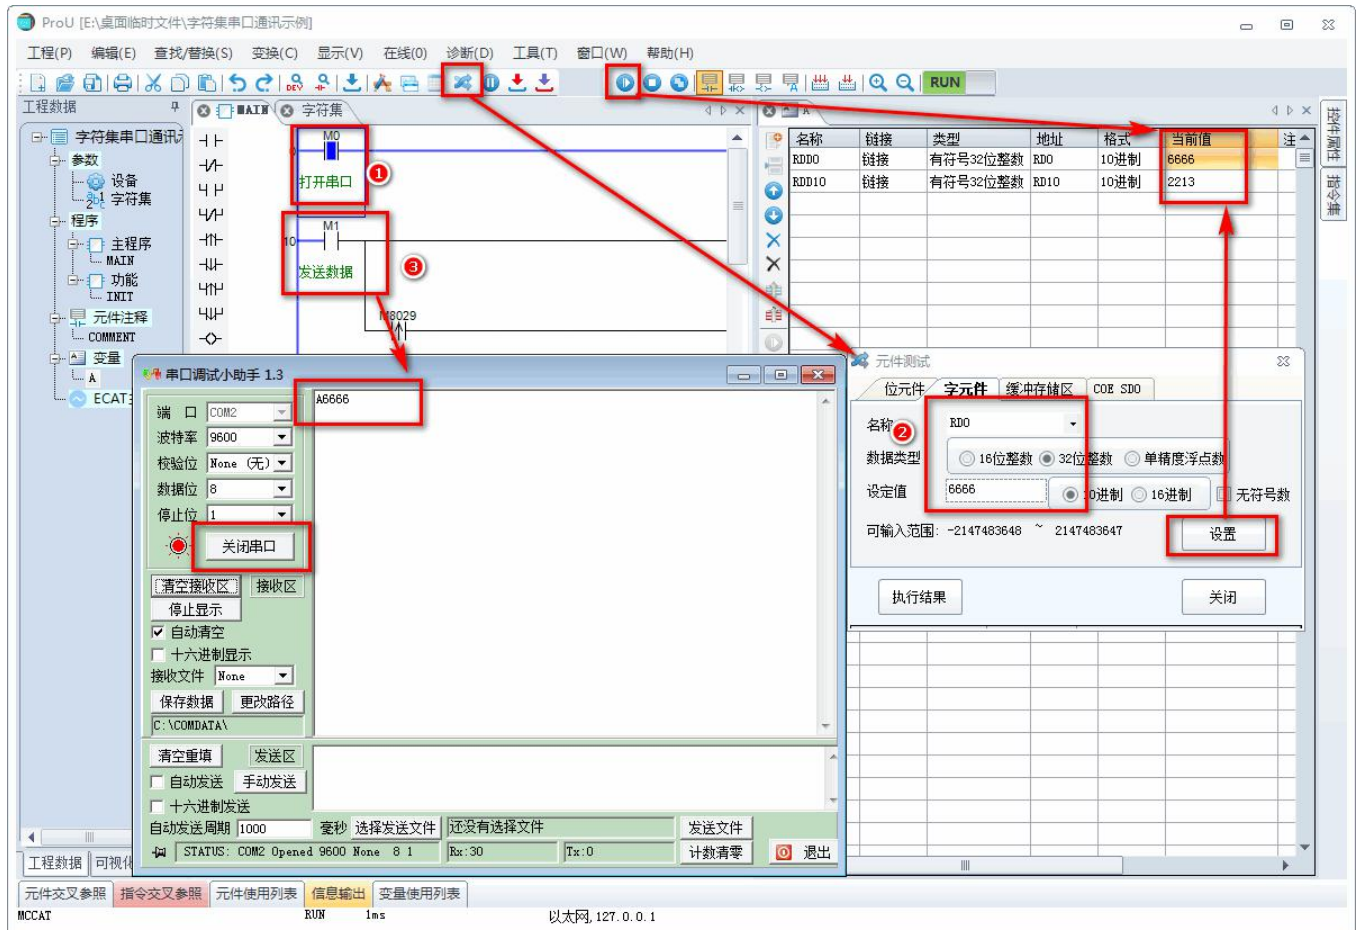 ProU [E:\桌面临时文件\字符集串口通讯示例]
工程(P) 编辑(E) 查找/替换(S) 变换(C) 显示(V) 在线(O) 诊断(D) 工具(T) 窗口(W) 帮助(H)
RUN
工程数据
MAIN 字符集
A
字符集串口通讯
参数
设备
字符集
程序
主程序
MAIN
功能
INIT
元件注释
COMMENT
变量
A
ECAT
M0
0
打开串口
1
M1
10
发送数据
3
M8029
名称 链接 类型 地址 格式 当前值 注
RDD0 链接 有符号32位整数 RD0 10进制 6666
RDD10 链接 有符号32位整数 RD10 10进制 2213
控件属性
指令集
元件测试
位元件 字元件 缓冲存储区 COE SDO
名称 RD0
2
数据类型 16位整数 32位整数 单精度浮点数
设定值 6666 10进制 16进制 无符号数
可输入范围: -2147483648 ~ 2147483647
设置
执行结果 关闭
串口调试小助手 1.3
端 口 COM2
波特率 9600
校验位 None (无)
数据位 8
停止位 1
关闭串口
清空接收区 接收区
停止显示
自动清空
十六进制显示
接收文件 None
保存数据 更改路径
C:\COMDATA\
A6666
清空重填 发送区
自动发送 手动发送
十六进制发送
自动发送周期 1000 毫秒 选择发送文件 还没有选择文件 发送文件
STATUS: COM2 Opened 9600 None 8 1 Rx:30 Tx:0 计数清零 退出
工程数据 可视化
元件交叉参照 指令交叉参照 元件使用列表 信息输出 变量使用列表
MCCAT RUN 1ms 以太网,127.0.0.1